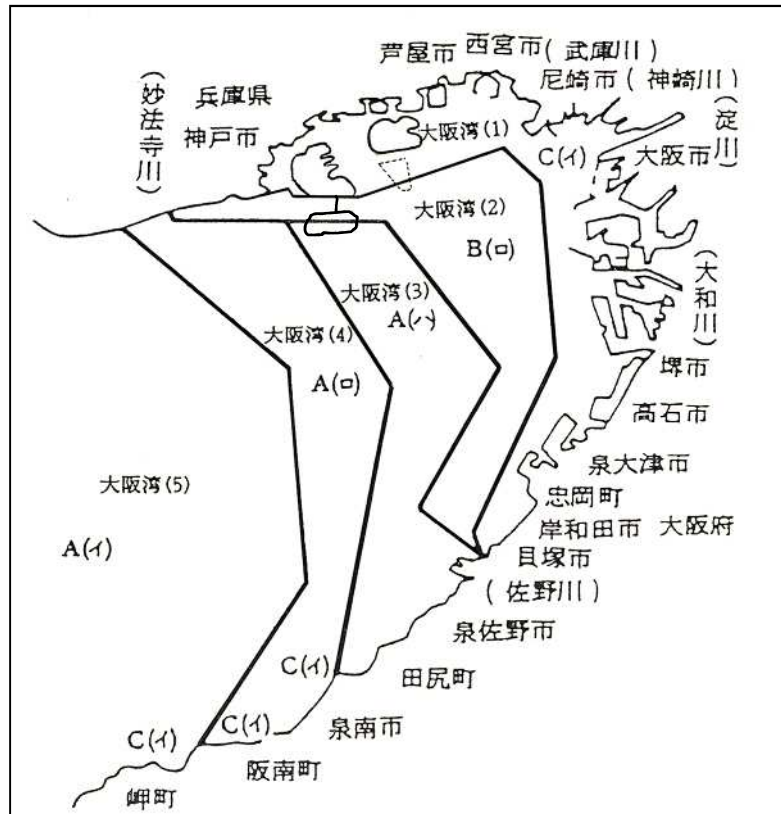 芦屋市 西宮市(武庫川)
尼崎市(神崎川)
(淀川)
大阪市
(妙法寺川)
兵庫県
神戸市
大阪湾(1)
C(イ)
大阪湾(2)
B(ロ)
大阪湾(3)
A(ハ)
大阪湾(4)
A(ロ)
(大和川)
堺市
高石市
泉大津市
忠岡町
岸和田市 大阪府
貝塚市
(佐野川)
泉佐野市
田尻町
大阪湾(5)
A(イ)
C(イ)
泉南市
C(イ)
阪南町
C(イ)
岬町